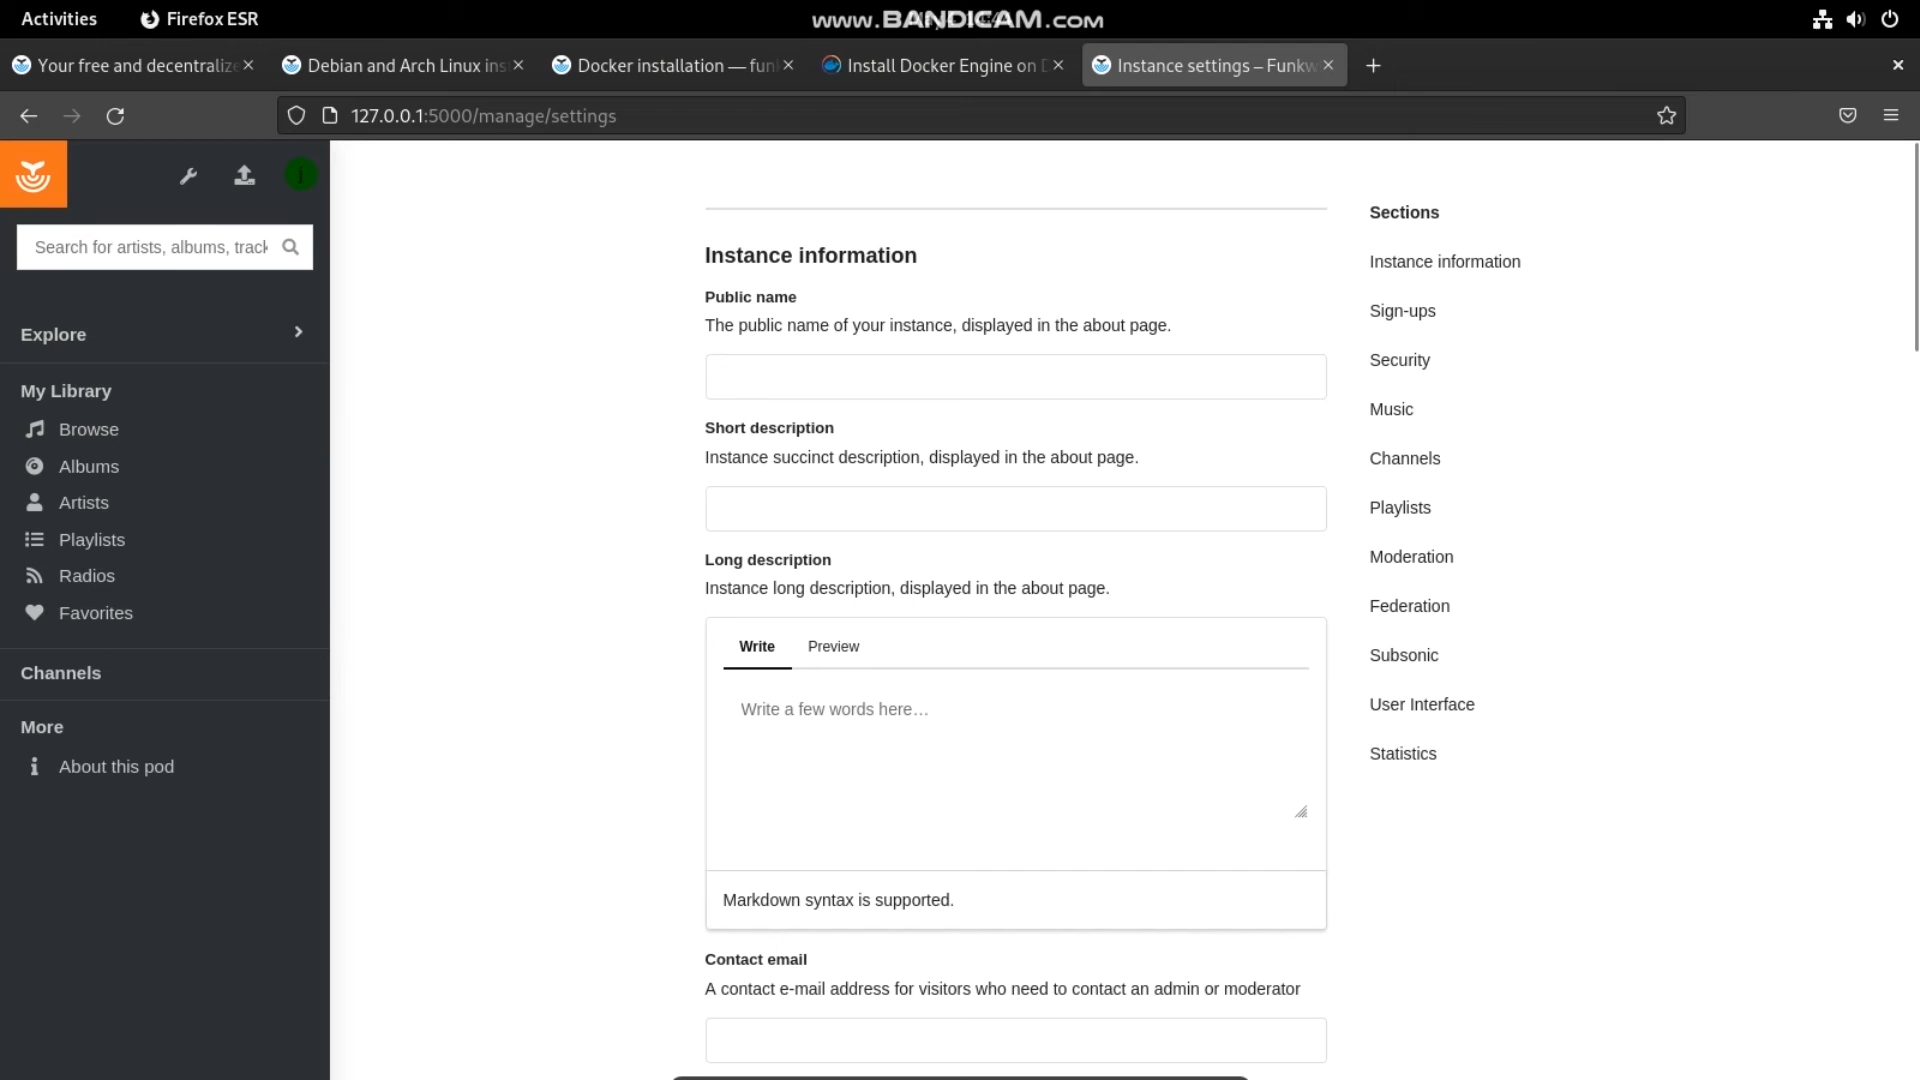 Activities
Firefox ESR
www.BANDICAM.com
Your free and decentralize
Debian and Arch Linux ins
Docker installation — fun
Install Docker Engine on D
Instance settings – Funkw
127.0.0.1:5000/manage/settings
Search for artists, albums, track
Explore
My Library
Browse
Albums
Artists
Playlists
Radios
Favorites
Channels
More
About this pod
Instance information
Public name
The public name of your instance, displayed in the about page.
Short description
Instance succinct description, displayed in the about page.
Long description
Instance long description, displayed in the about page.
Write
Preview
Write a few words here…
Markdown syntax is supported.
Contact email
A contact e-mail address for visitors who need to contact an admin or moderator
Sections
Instance information
Sign-ups
Security
Music
Channels
Playlists
Moderation
Federation
Subsonic
User Interface
Statistics